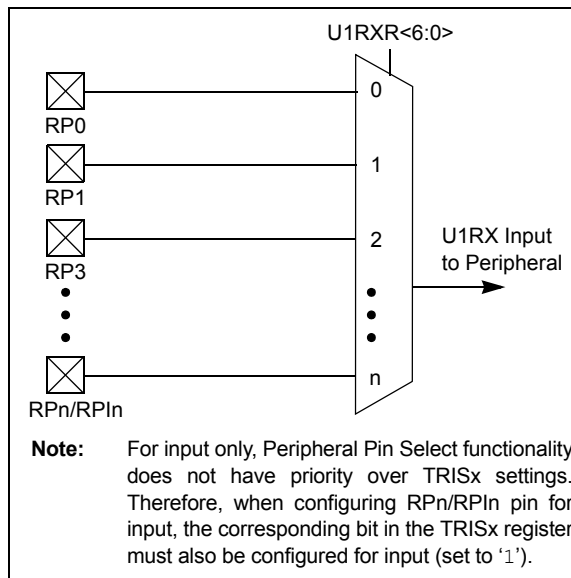 U1RXR<6:0>
RP0
0
RP1
1
RP3
2
U1RX Input
to Peripheral
RPn/RPIn
n
Note: For input only, Peripheral Pin Select functionality
does not have priority over TRISx settings.
Therefore, when configuring RPn/RPIn pin for
input, the corresponding bit in the TRISx register
must also be configured for input (set to ‘1’).